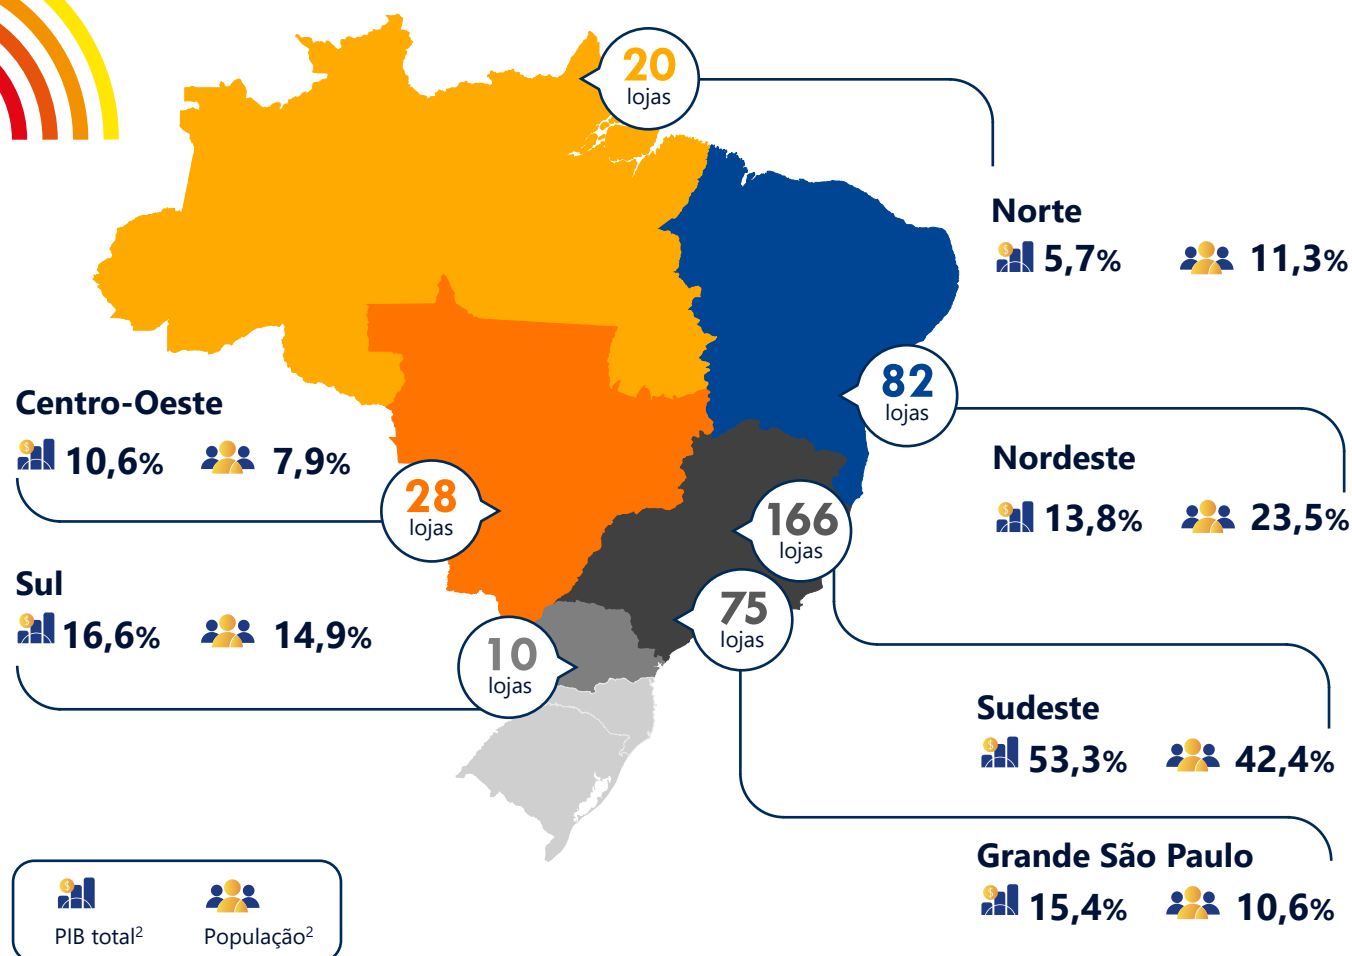 20
lojas
Norte
5,7%
11,3%
82
lojas
Nordeste
13,8%
23,5%
Centro-Oeste
10,6%
7,9%
28
lojas
166
lojas
Sul
16,6%
14,9%
10
lojas
75
lojas
Sudeste
53,3%
42,4%
Grande São Paulo
15,4%
10,6%
PIB total²
População²